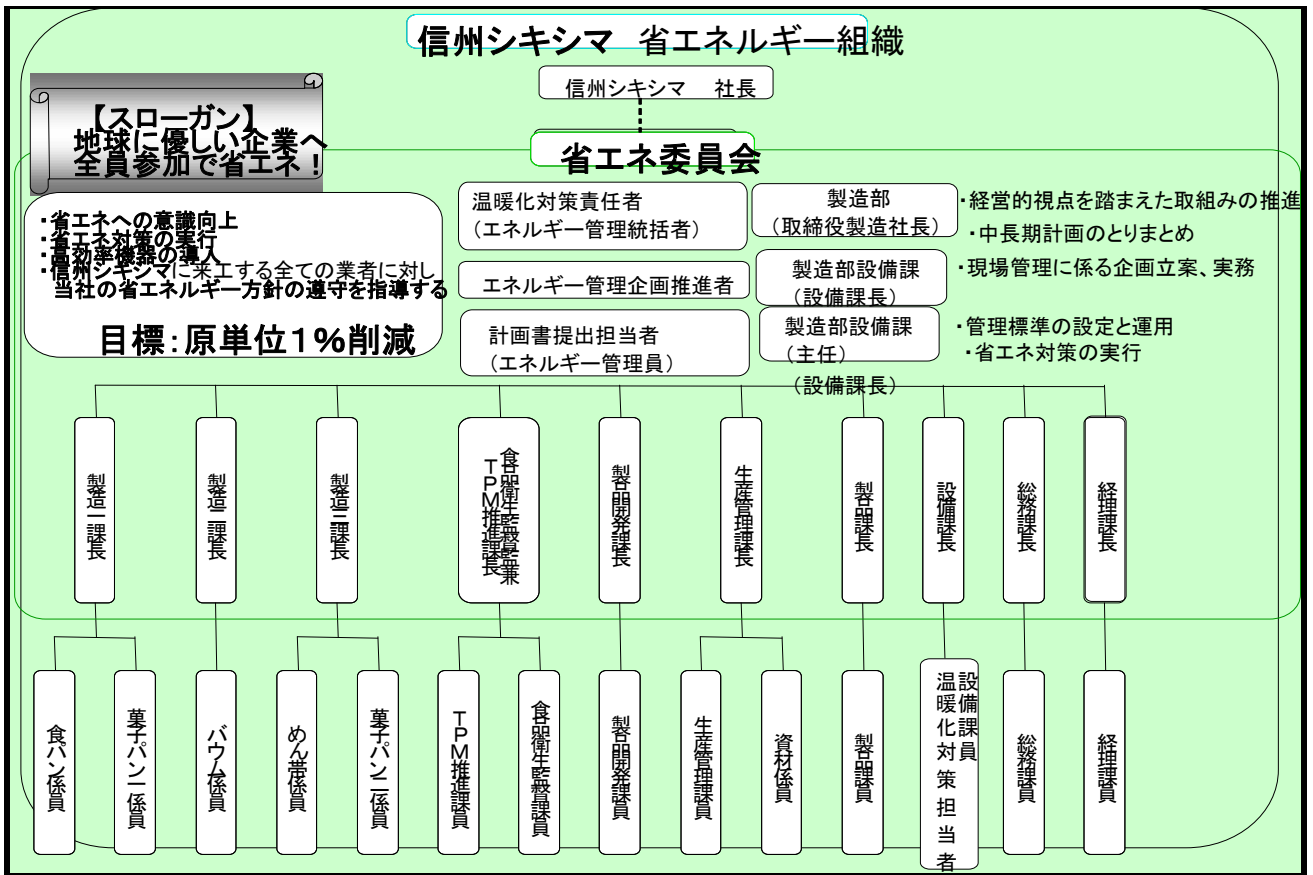 信州シキシマ 省エネルギー組織
信州シキシマ 社長
【スローガン】
地球に優しい企業へ
全員参加で省エネ！
省エネ委員会
・省エネへの意識向上
・省エネ対策の実行
・高効率機器の導入
・信州シキシマに来工する全ての業者に対し
当社の省エネルギー方針の遵守を指導する
目標：原単位１％削減
温暖化対策責任者
（エネルギー管理統括者）
製造部
（取締役製造社長）
・経営的視点を踏まえた取組みの推進
・中長期計画のとりまとめ
エネルギー管理企画推進者
製造部設備課
（設備課長）
・現場管理に係る企画立案、実務
計画書提出担当者
（エネルギー管理員）
製造部設備課
（主任）
（設備課長）
・管理標準の設定と運用
・省エネ対策の実行
製造一課長
製造二課長
製造三課長
食品衛生監督監兼
ＴＰＭ推進課長
製品開発課長
生産管理課長
製品課長
設備課長
総務課長
経理課長
食パン係員
菓子パン一係員
バウム係員
めん帯係員
菓子パン二係員
ＴＰＭ推進課員
食品衛生監督課員
製品開発課員
生産管理課員
資材係員
製品課員
設備課員
温暖化対策担当者
総務課員
経理課員